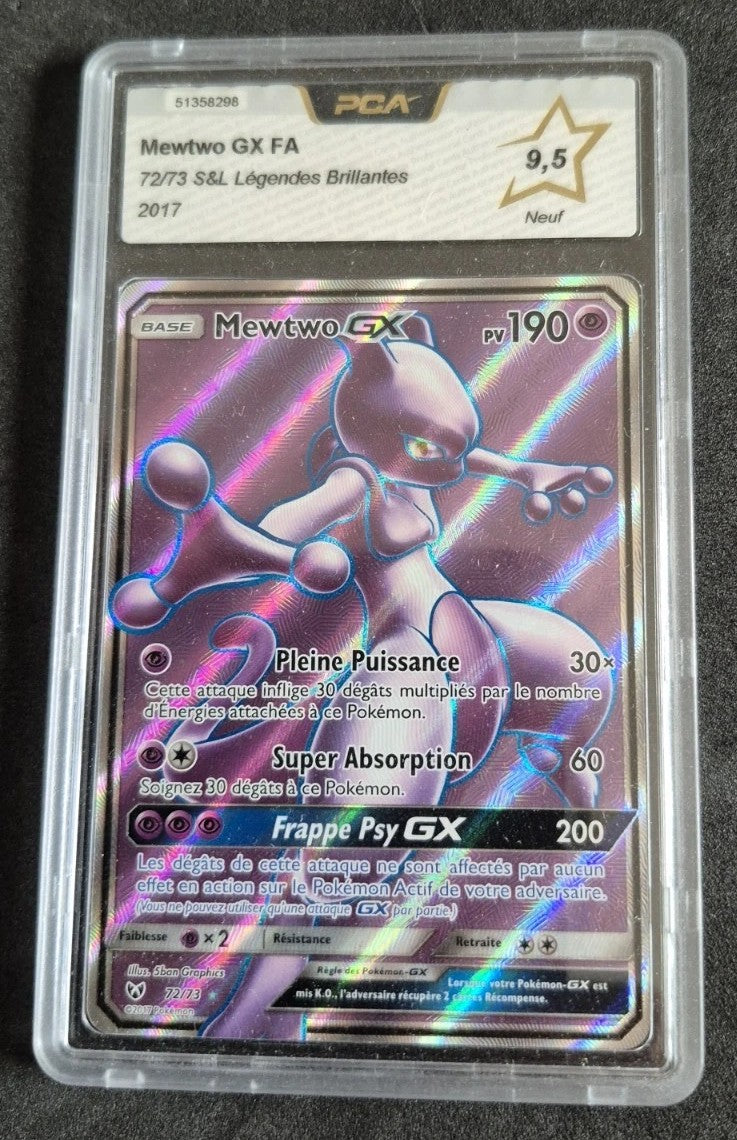 51358298
PCA
Mewtwo GX FA
72/73 S&L Légendes Brillantes
2017
9,5
Neuf
BASE Mewtwo GX PV 190
Pleine Puissance 30×
Cette attaque inflige 30 dégâts multipliés par le nombre
d'Énergies attachées à ce Pokémon.
Super Absorption 60
Soignez 30 dégâts à ce Pokémon.
Frappe Psy GX 200
Les dégâts de cette attaque ne sont affectés par aucun
effet en action sur le Pokémon Actif de votre adversaire.
(Vous ne pouvez utiliser qu'une attaque GX par partie.)
Faiblesse × 2 Résistance Retraite
Illus. 5ban Graphics
72/73
©2017 Pokémon
Règle des Pokémon-GX
Lorsque votre Pokémon-GX est
mis K.O., l'adversaire récupère 2 cartes Récompense.